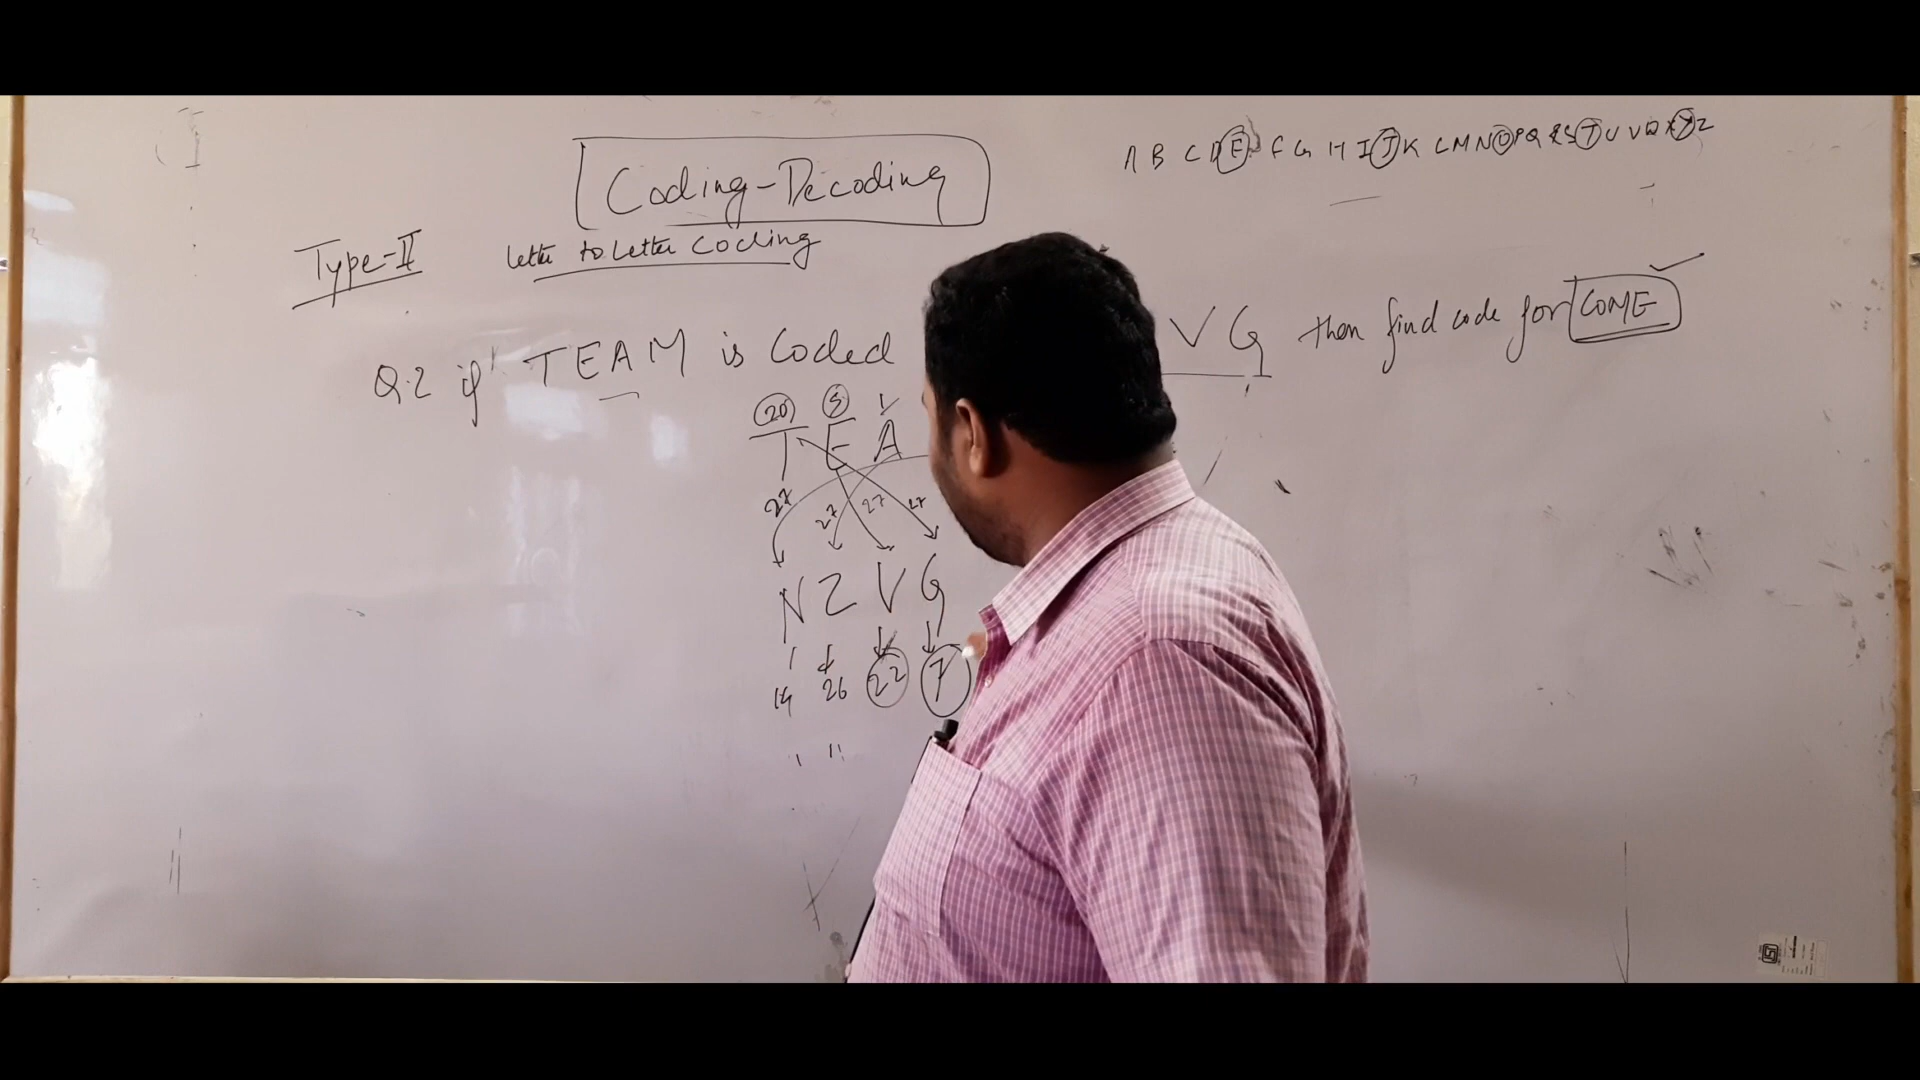 A B C D E F G H I J K L M N O P Q R S T U V W X Y Z
Coding-Decoding
Type-II letter to letter coding
Q.2 if TEAM is Coded V G then find code for COME
20 5 1
T E A
27 27 27 27
N Z V G
14 26 22 7